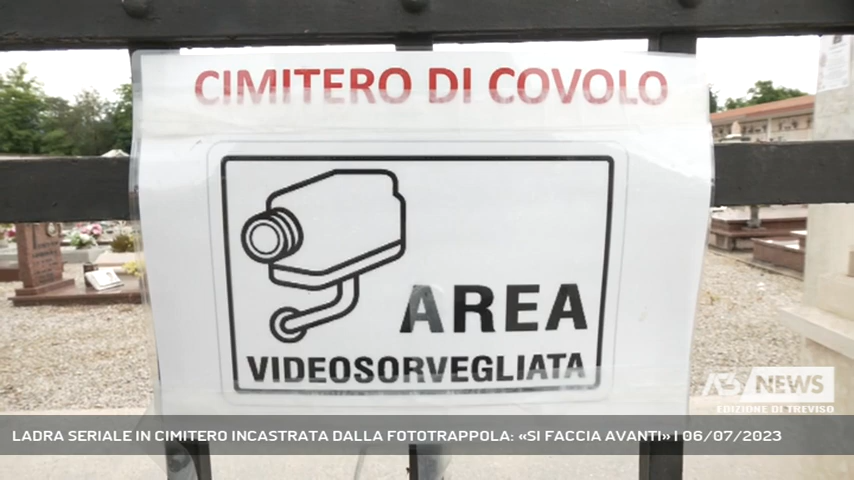 CIMITERO DI COVOLO
AREA
VIDEOSORVEGLIATA
A3 NEWS
EDIZIONE DI TREVISO
LADRA SERIALE IN CIMITERO INCASTRATA DALLA FOTOTRAPPOLA: «SI FACCIA AVANTI» | 06/07/2023